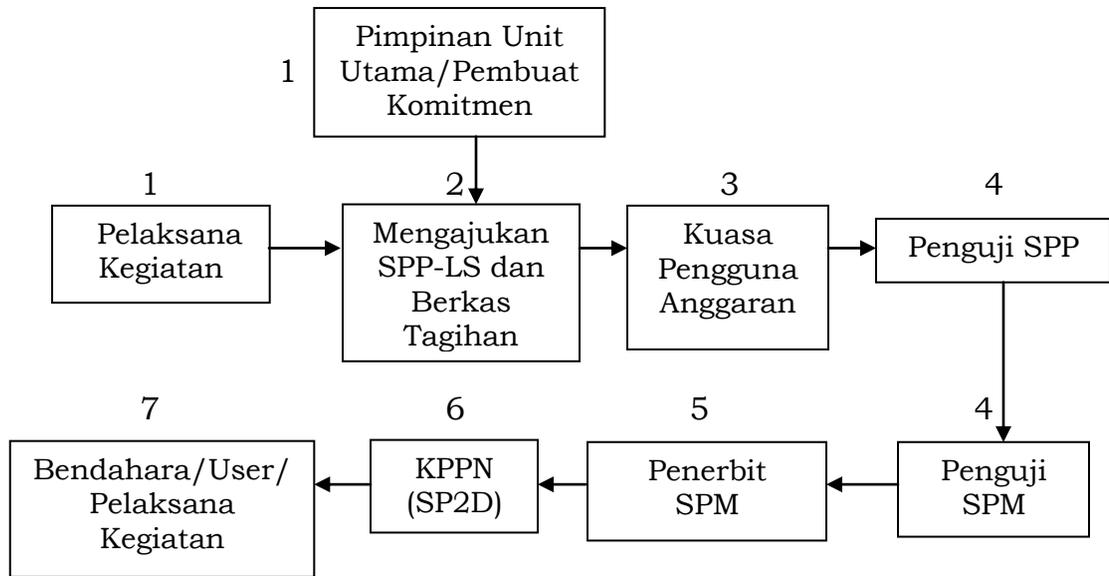 Pimpinan Unit
Utama/Pembuat
Komitmen
1
1
Pelaksana
Kegiatan
2
Mengajukan
SPP-LS dan
Berkas
Tagihan
3
Kuasa
Pengguna
Anggaran
4
Penguji SPP
7
Bendahara/User/
Pelaksana
Kegiatan
6
KPPN
(SP2D)
5
Penerbit
SPM
4
Penguji
SPM